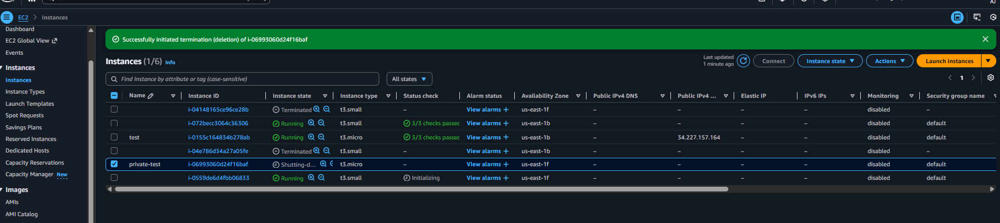 AJ
EC2 > Instances
Dashboard
EC2 Global View
Events
Instances
Instances
Instance Types
Launch Templates
Spot Requests
Savings Plans
Reserved Instances
Dedicated Hosts
Capacity Reservations
Capacity Manager New
Images
AMIs
AMI Catalog
Successfully initiated termination (deletion) of i-06993060d24f16baf
Instances (1/6) Info
Last updated
1 minute ago
Connect
Instance state
Actions
Launch instances
Find Instance by attribute or tag (case-sensitive)
All states
1
Name Instance ID Instance state Instance type Status check Alarm status Availability Zone Public IPv4 DNS Public IPv4 ... Elastic IP IPv6 IPs Monitoring Security group name
i-04148165ce96ce28b Terminated t3.small – View alarms + us-east-1f – – – – disabled –
i-072becc3064c36306 Running t3.small 3/3 checks passec View alarms + us-east-1b – – – – disabled default
test i-0155c164834b278ab Running t3.micro 3/3 checks passec View alarms + us-east-1b – 34.227.157.164 – – disabled default
i-04e786d34a27a05fe Terminated t3.small – View alarms + us-east-1f – – – – disabled –
private-test i-06993060d24f16baf Shutting-d... t3.micro – View alarms + us-east-1f – – – – disabled default
i-0559de6d4fbb06833 Running t3.small Initializing View alarms + us-east-1f – – – – disabled default